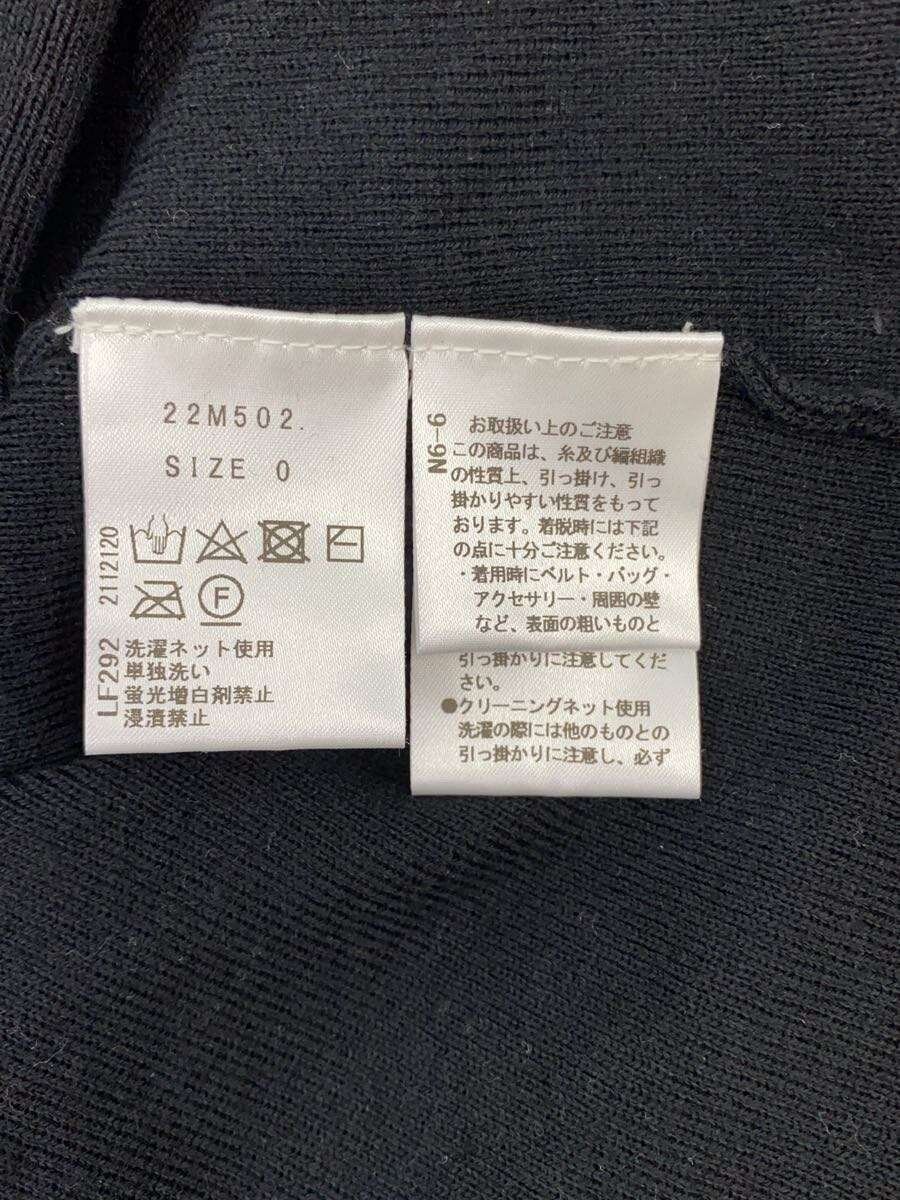 22M502.
SIZE 0
F
LF292 2112120
洗濯ネット使用
単独洗い
蛍光増白剤禁止
浸漬禁止
N6-6
お取扱い上のご注意
この商品は、糸及び編組織
の性質上、引っ掛け、引っ
掛かりやすい性質をもって
おります。着脱時には下記
の点に十分ご注意ください。
・着用時にベルト・バッグ・
アクセサリー・周囲の壁
など、表面の粗いものと
引っ掛かりに注意してくだ
さい。
●クリーニングネット使用
洗濯の際には他のものとの
引っ掛かりに注意し、必ず